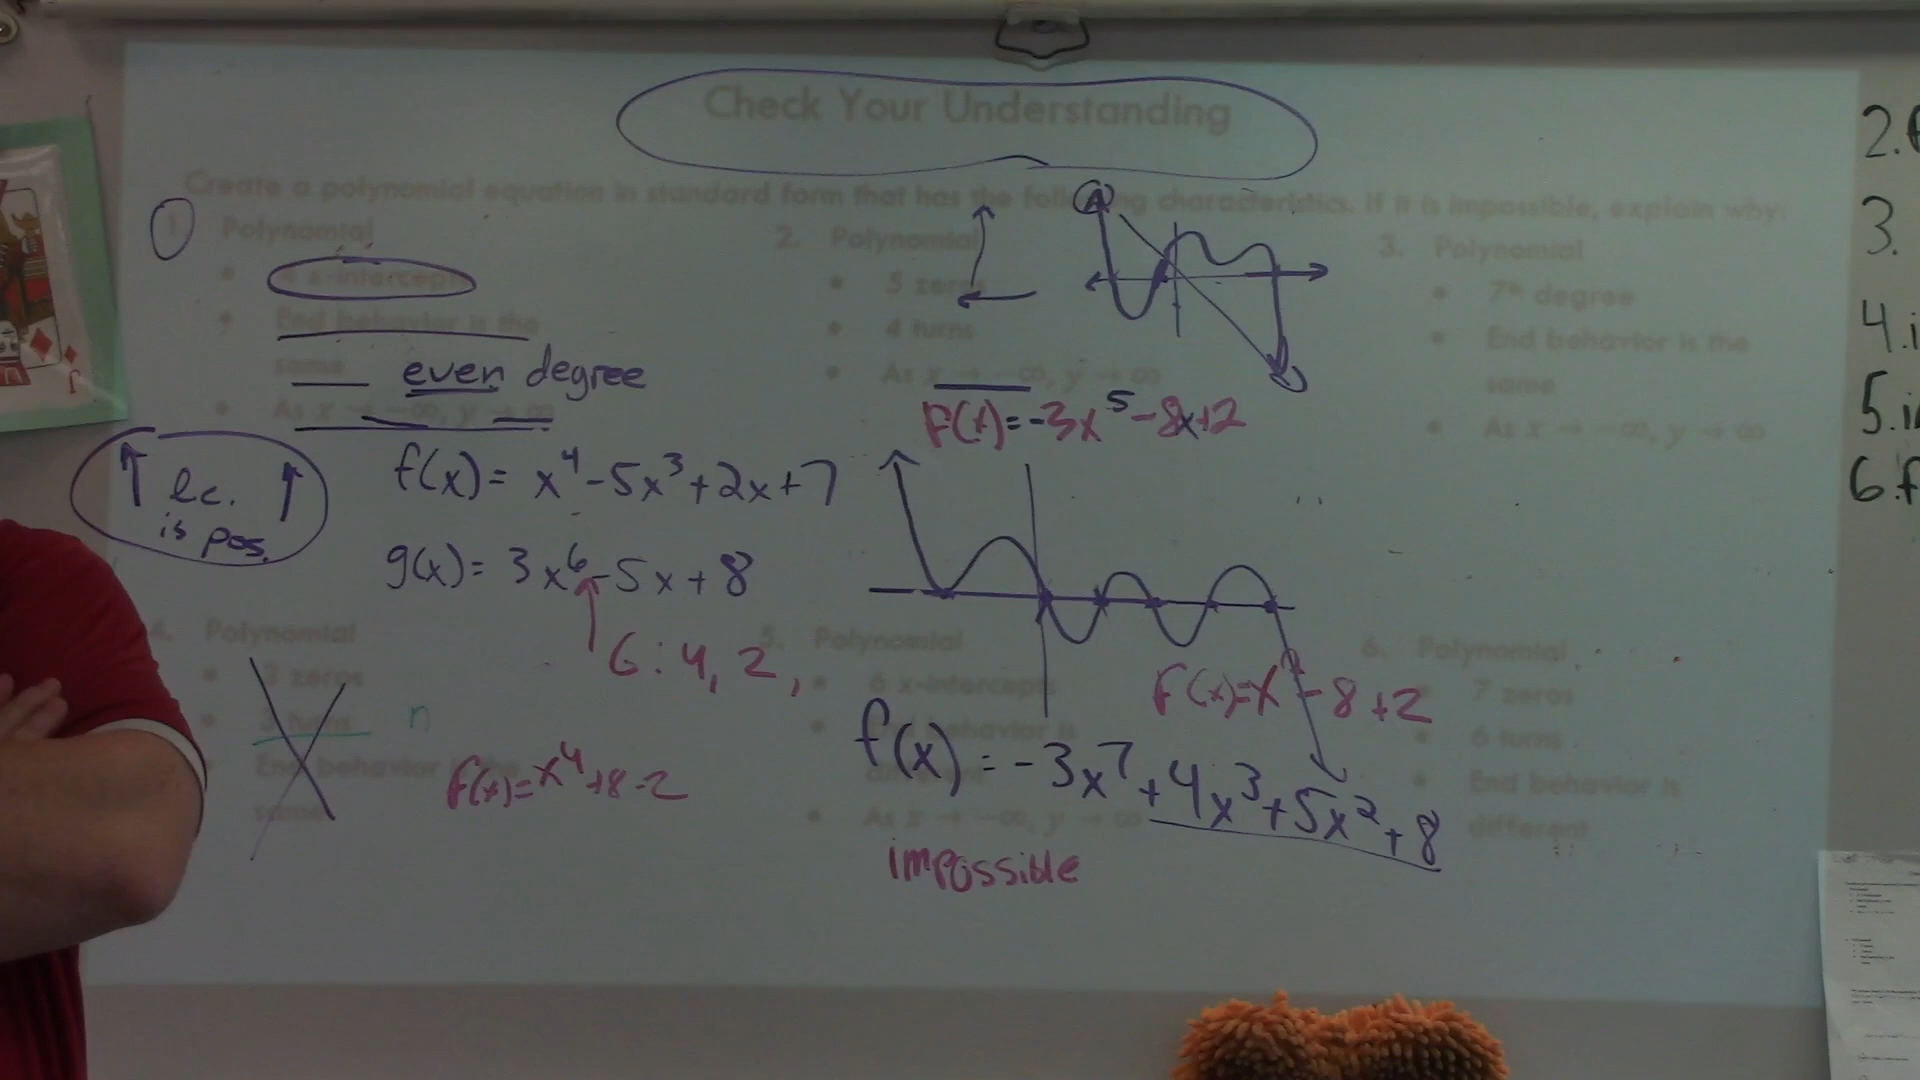 Check Your Understanding
Create a polynomial equation in standard form that has the following characteristics. If it is impossible, explain why.
1. Polynomial
x-intercepts
End behavior is the
same
even degree
As x → -∞, y → ∞
↑ lc. ↑
is pos.
f(x) = x⁴-5x³+2x+7
g(x) = 3x⁶-5x+8
6: 4, 2,
2. Polynomial
5 zeros
4 turns
As x → -∞, y → ∞
F(x)=-3x⁵-8x+2
3. Polynomial
7th degree
End behavior is the
same
As x → -∞, y → ∞
4. Polynomial
3 zeros
3 turns
n
End behavior is the
same
f(x)=x⁴+8-2
5. Polynomial
6 x-intercepts
End behavior is
different
As x → -∞, y → ∞
f(x) = -3x⁷+4x³+5x²+8
impossible
6. Polynomial
7 zeros
6 turns
End behavior is
different
2.
3.
4.i
5.i
6.f